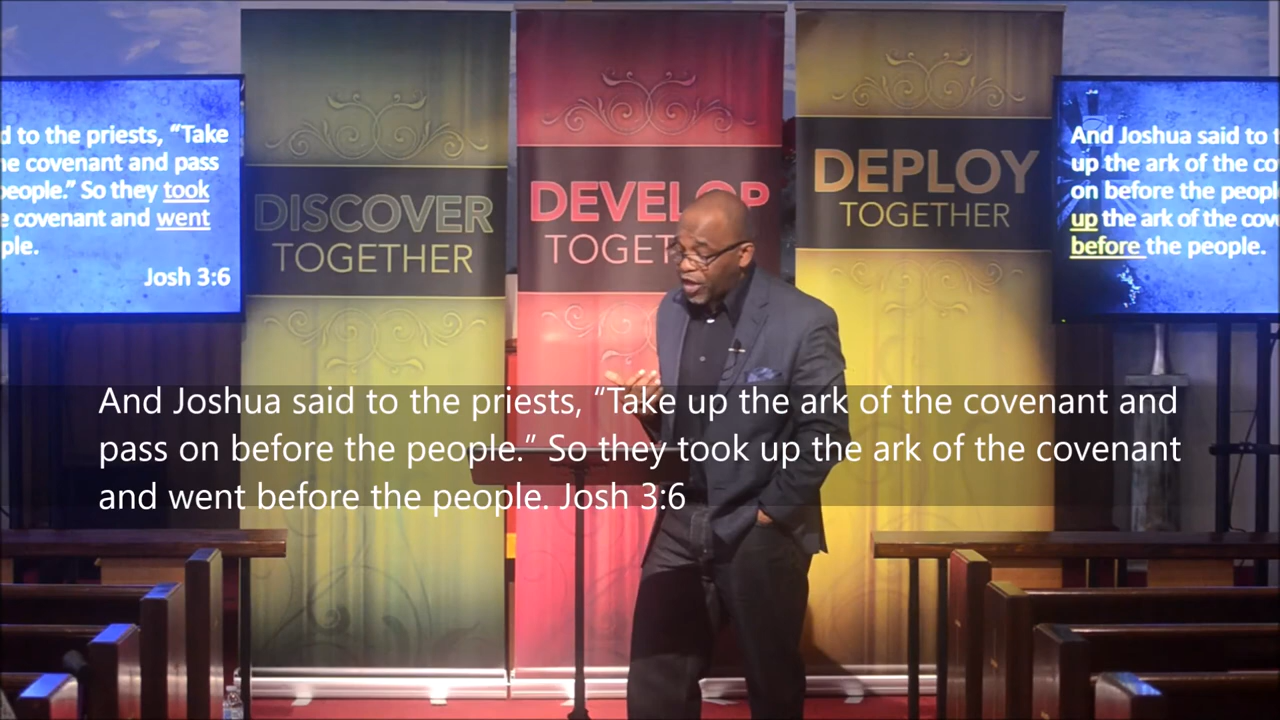 d to the priests, “Take
he covenant and pass
people.” So they took
e covenant and went
ple.
Josh 3:6
DISCOVER
TOGETHER
DEVELOP
TOGET
DEPLOY
TOGETHER
And Joshua said to t
up the ark of the co
on before the peopl
up the ark of the cov
before the people.
And Joshua said to the priests, “Take up the ark of the covenant and
pass on before the people.” So they took up the ark of the covenant
and went before the people. Josh 3:6